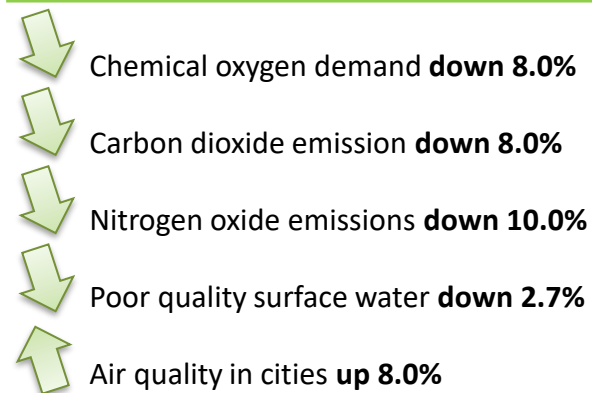 Chemical oxygen demand down 8.0%
Carbon dioxide emission down 8.0%
Nitrogen oxide emissions down 10.0%
Poor quality surface water down 2.7%
Air quality in cities up 8.0%